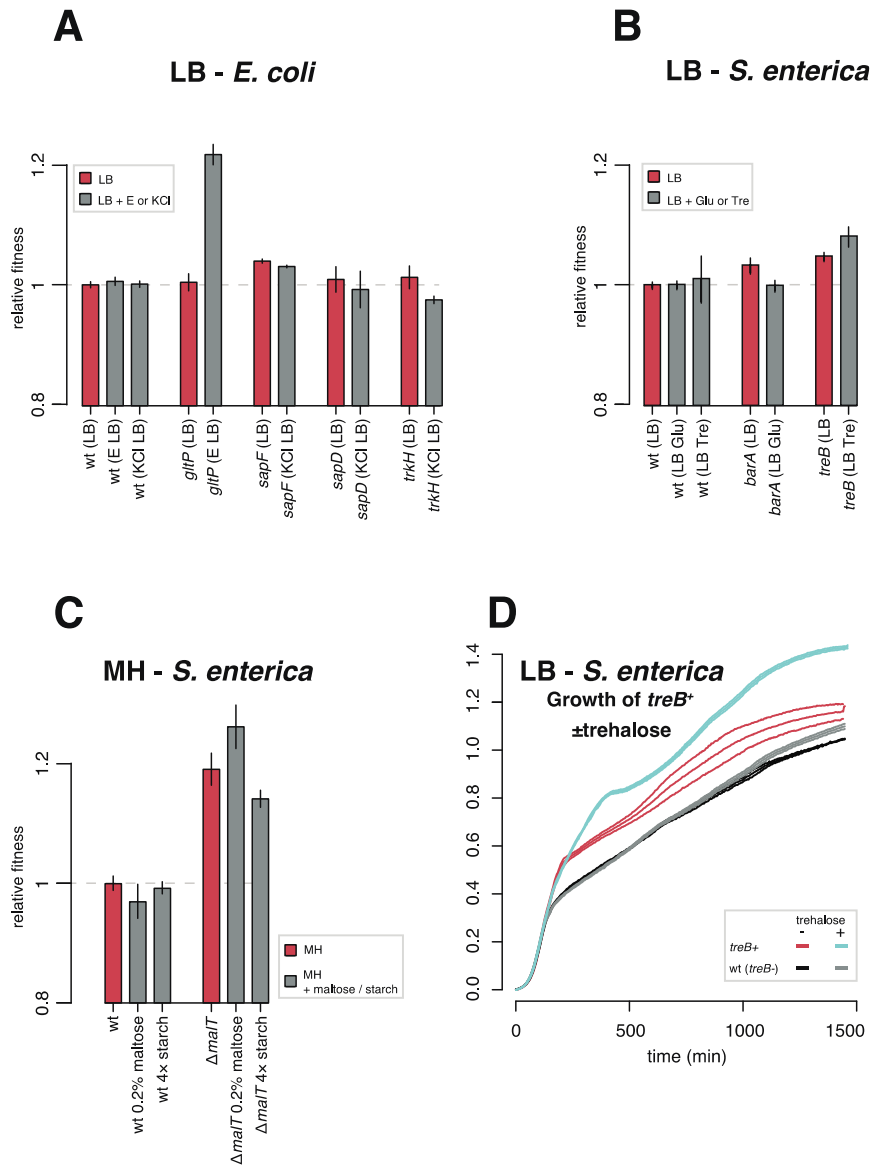 A
LB - E. coli
relative fitness
1.2
1
0.8
LB
LB + E or KCl
wt (LB)
wt (E LB)
wt (KCl LB)
gltP (LB)
gltP (E LB)
sapF (LB)
sapF (KCl LB)
sapD (LB)
sapD (KCl LB)
trkH (LB)
trkH (KCl LB)
B
LB - S. enterica
relative fitness
1.2
1
0.8
LB
LB + Glu or Tre
wt (LB)
wt (LB Glu)
wt (LB Tre)
barA (LB)
barA (LB Glu)
treB (LB)
treB (LB Tre)
C
MH - S. enterica
relative fitness
1.2
1
0.8
MH
MH
+ maltose / starch
wt
wt 0.2% maltose
wt 4× starch
ΔmalT
ΔmalT 0.2% maltose
ΔmalT 4× starch
D
LB - S. enterica
Growth of treB⁺
±trehalose
1.4
1.2
1.0
0.8
0.6
0.4
0.2
0.0
trehalose
- +
treB+
wt (treB-)
0 500 1000 1500
time (min)